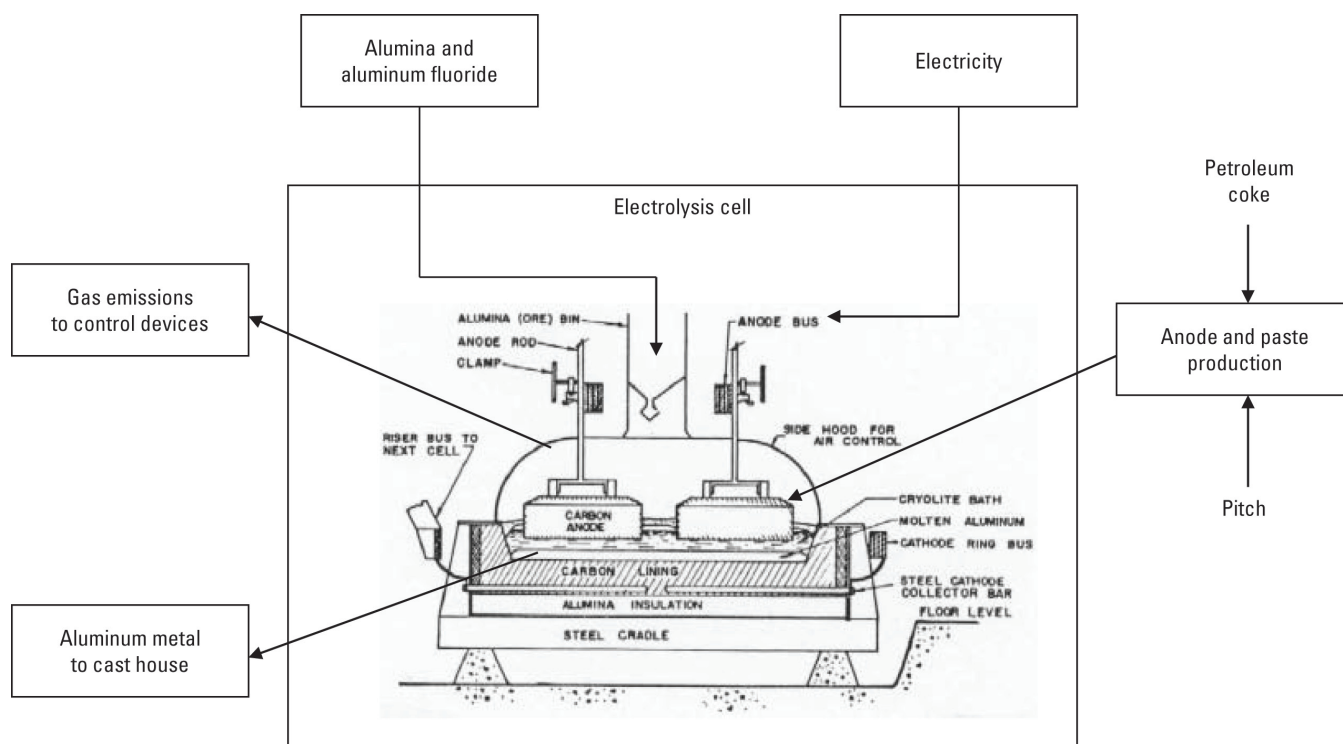 Alumina and
aluminum fluoride
Electricity
Petroleum
coke
Electrolysis cell
Gas emissions
to control devices
Anode and paste
production
Pitch
Aluminum metal
to cast house
ALUMINA (ORE) BIN
ANODE ROD
CLAMP
ANODE BUS
RISER BUS TO
NEXT CELL
SIDE HOOD FOR
AIR CONTROL
CARBON
ANODE
CRYOLITE BATH
MOLTEN ALUMINUM
CATHODE RING BUS
CARBON LINING
STEEL CATHODE
COLLECTOR BAR
ALUMINA INSULATION
FLOOR LEVEL
STEEL CRADLE